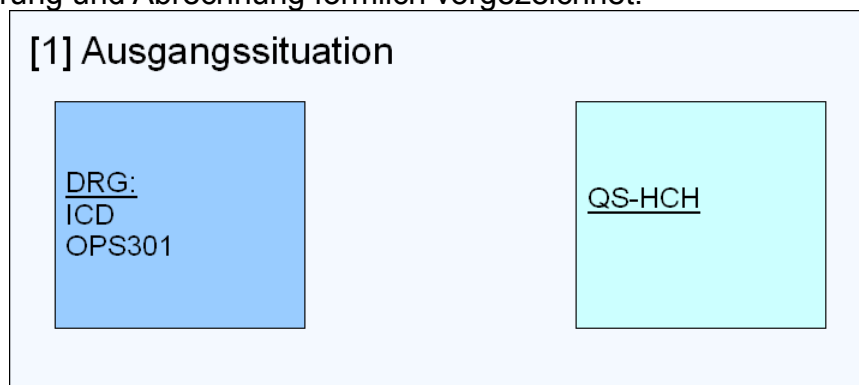 und Abrechnung förmlich vorgezeichnet.
[1] Ausgangssituation
DRG:
ICD
OPS301
QS-HCH